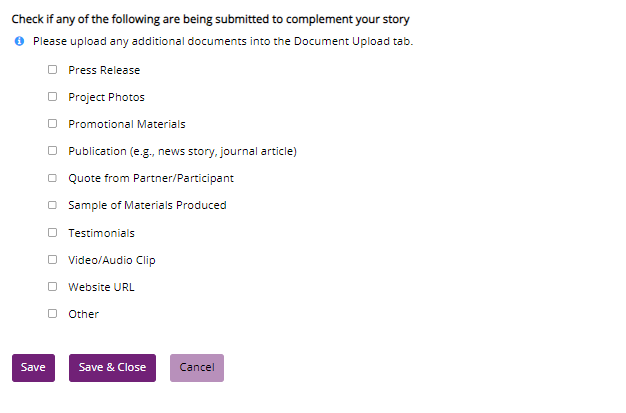 Check if any of the following are being submitted to complement your story
Please upload any additional documents into the Document Upload tab.
Press Release
Project Photos
Promotional Materials
Publication (e.g., news story, journal article)
Quote from Partner/Participant
Sample of Materials Produced
Testimonials
Video/Audio Clip
Website URL
Other
Save Save & Close Cancel